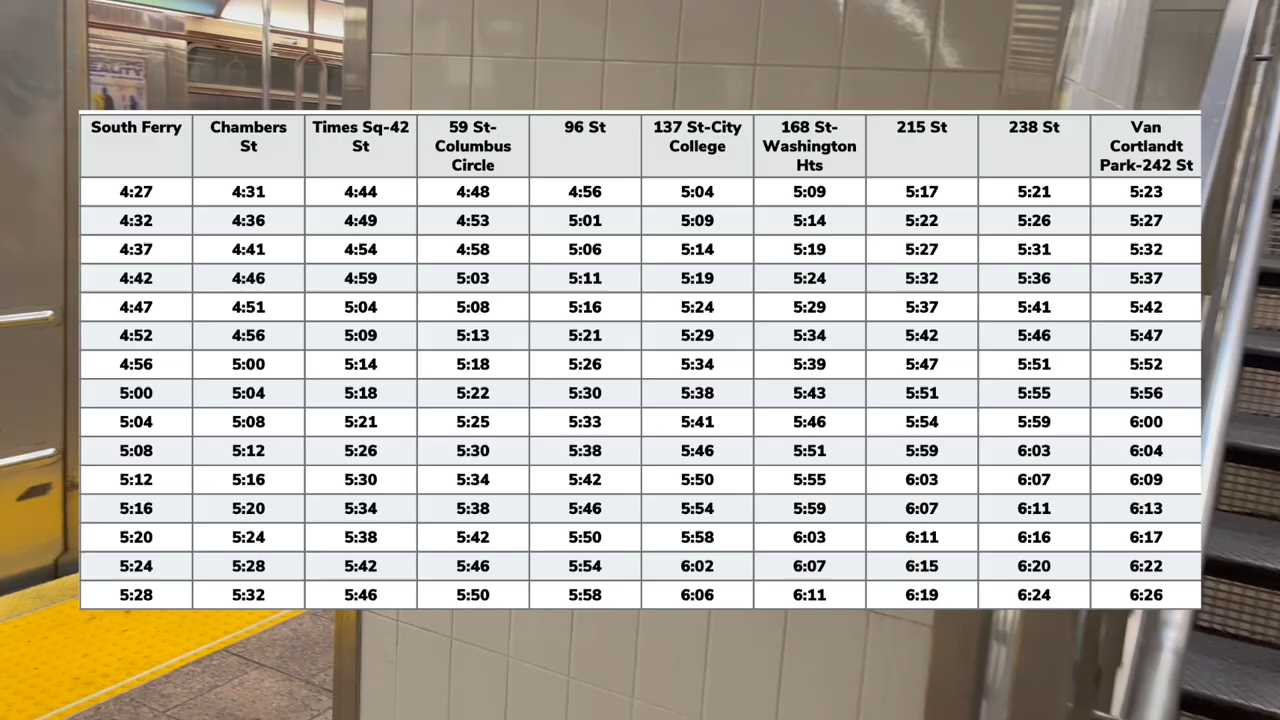 South Ferry Chambers St Times Sq-42 St 59 St-Columbus Circle 96 St 137 St-City College 168 St-Washington Hts 215 St 238 St Van Cortlandt Park-242 St
4:27 4:31 4:44 4:48 4:56 5:04 5:09 5:17 5:21 5:23
4:32 4:36 4:49 4:53 5:01 5:09 5:14 5:22 5:26 5:27
4:37 4:41 4:54 4:58 5:06 5:14 5:19 5:27 5:31 5:32
4:42 4:46 4:59 5:03 5:11 5:19 5:24 5:32 5:36 5:37
4:47 4:51 5:04 5:08 5:16 5:24 5:29 5:37 5:41 5:42
4:52 4:56 5:09 5:13 5:21 5:29 5:34 5:42 5:46 5:47
4:56 5:00 5:14 5:18 5:26 5:34 5:39 5:47 5:51 5:52
5:00 5:04 5:18 5:22 5:30 5:38 5:43 5:51 5:55 5:56
5:04 5:08 5:21 5:25 5:33 5:41 5:46 5:54 5:59 6:00
5:08 5:12 5:26 5:30 5:38 5:46 5:51 5:59 6:03 6:04
5:12 5:16 5:30 5:34 5:42 5:50 5:55 6:03 6:07 6:09
5:16 5:20 5:34 5:38 5:46 5:54 5:59 6:07 6:11 6:13
5:20 5:24 5:38 5:42 5:50 5:58 6:03 6:11 6:16 6:17
5:24 5:28 5:42 5:46 5:54 6:02 6:07 6:15 6:20 6:22
5:28 5:32 5:46 5:50 5:58 6:06 6:11 6:19 6:24 6:26